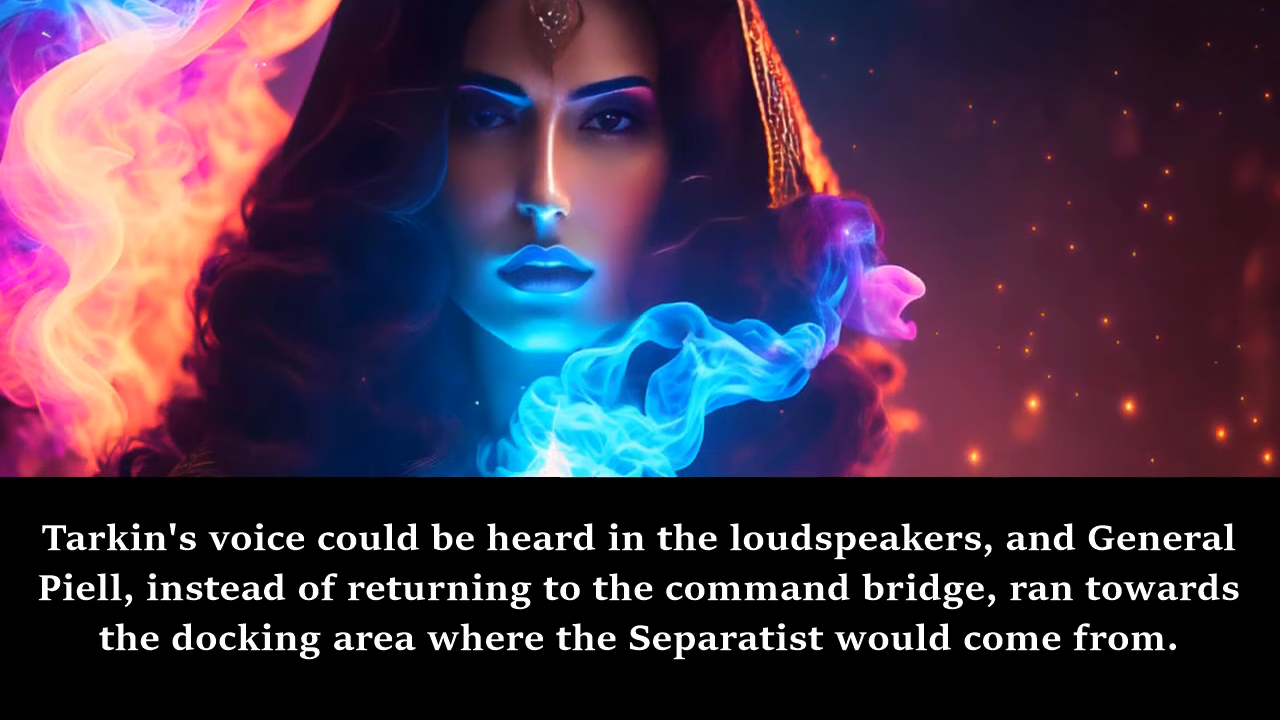 Tarkin's voice could be heard in the loudspeakers, and General
Piell, instead of returning to the command bridge, ran towards
the docking area where the Separatist would come from.